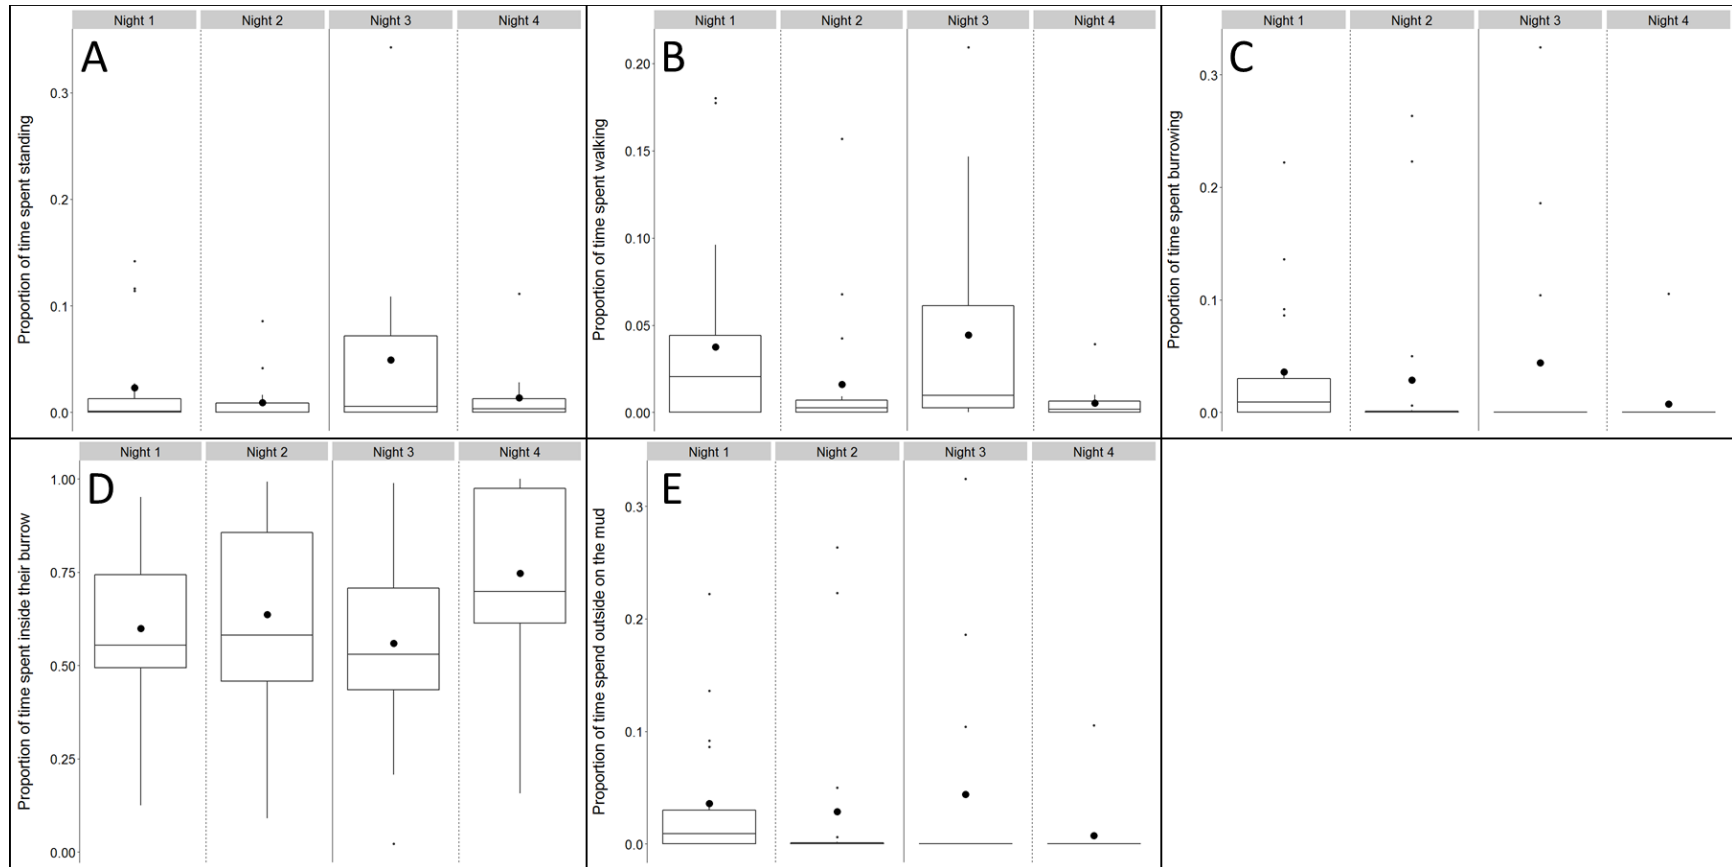 Night 1 Night 2 Night 3 Night 4
A
Proportion of time spent standing
0.3
0.2
0.1
0.0
Night 1 Night 2 Night 3 Night 4
B
Proportion of time spent walking
0.20
0.15
0.10
0.05
0.00
Night 1 Night 2 Night 3 Night 4
C
Proportion of time spent burrowing
0.3
0.2
0.1
0.0
Night 1 Night 2 Night 3 Night 4
D
Proportion of time spent inside their burrow
1.00
0.75
0.50
0.25
0.00
Night 1 Night 2 Night 3 Night 4
E
Proportion of time spend outside on the mud
0.3
0.2
0.1
0.0